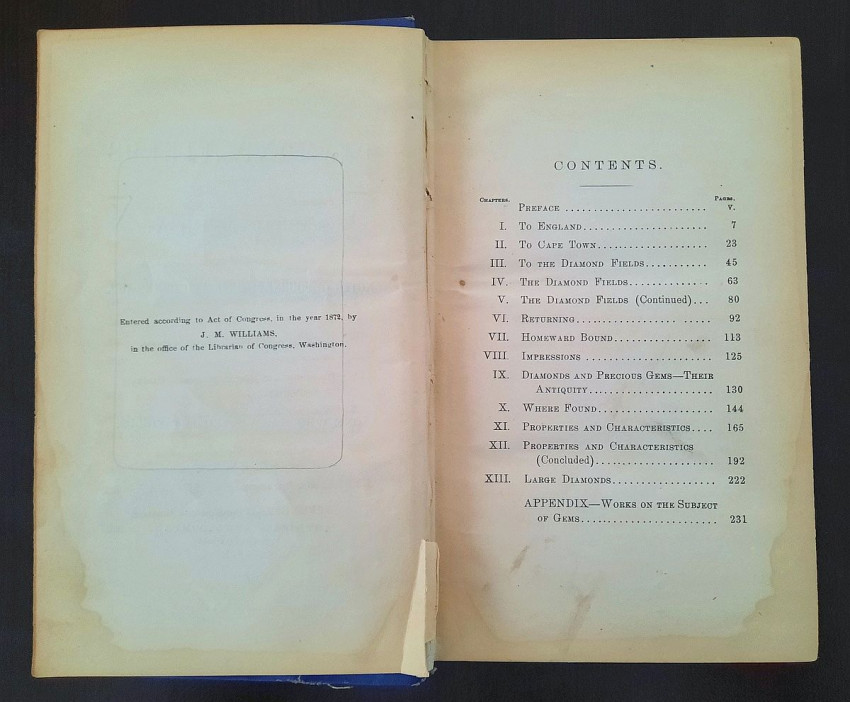 Entered according to Act of Congress, in the year 1872, by
J. M. WILLIAMS,
in the office of the Librarian of Congress, Washington.
CONTENTS.
Chapters. Pages.
Preface ......................... v.
I. To England...................... 7
II. To Cape Town.................... 23
III. To the Diamond Fields........... 45
IV. The Diamond Fields.............. 63
V. The Diamond Fields (Continued)... 80
VI. Returning........................ 92
VII. Homeward Bound................. 113
VIII. Impressions ...................... 125
IX. Diamonds and Precious Gems—Their
Antiquity...................... 130
X. Where Found..................... 144
XI. Properties and Characteristics.... 165
XII. Properties and Characteristics
(Concluded)..................... 192
XIII. Large Diamonds.................. 222
APPENDIX—Works on the Subject
of Gems........................ 231